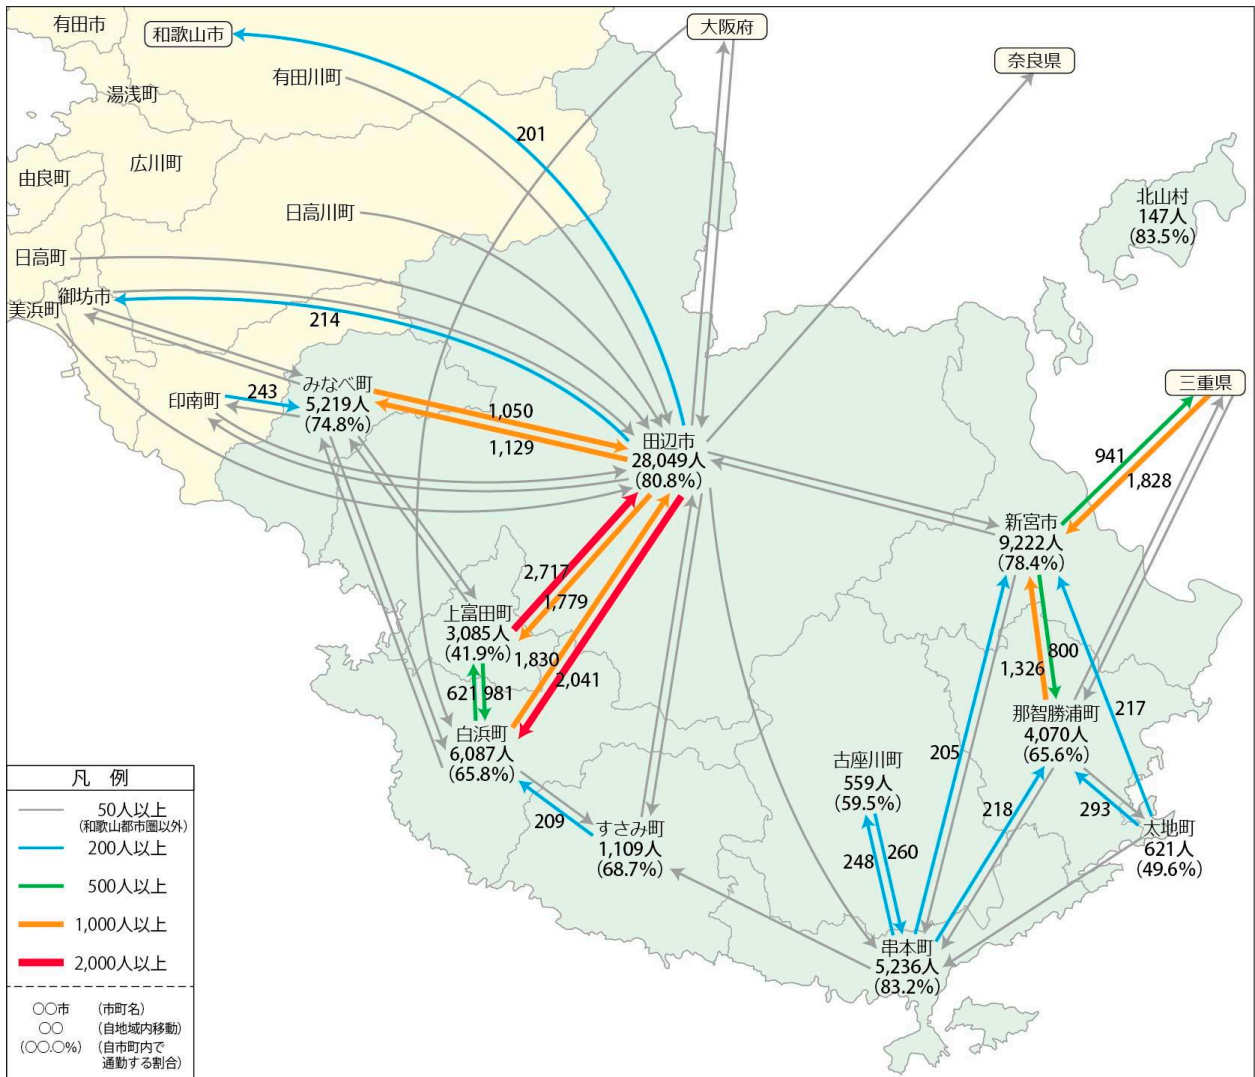 有田市
和歌山市
大阪府
奈良県
有田川町
湯浅町
201
広川町
由良町
北山村
147人
(83.5%)
日高川町
日高町
御坊市
美浜町
214
三重県
みなべ町
5,219人
(74.8%)
243
印南町
1,050
1,129
田辺市
28,049人
(80.8%)
941
1,828
新宮市
9,222人
(78.4%)
2,717
1,779
上富田町
3,085人
(41.9%)
1,830
2,041
621
981
1,326
800
白浜町
6,087人
(65.8%)
那智勝浦町
4,070人
(65.6%)
217
205
古座川町
559人
(59.5%)
218
293
209
すさみ町
1,109人
(68.7%)
太地町
621人
(49.6%)
248
260
串本町
5,236人
(83.2%)
凡 例
50人以上
(和歌山都市圏以外)
200人以上
500人以上
1,000人以上
2,000人以上
○○市 (市町名)
○○ (自地域内移動)
(○○.○%) (自市町内で
通勤する割合)